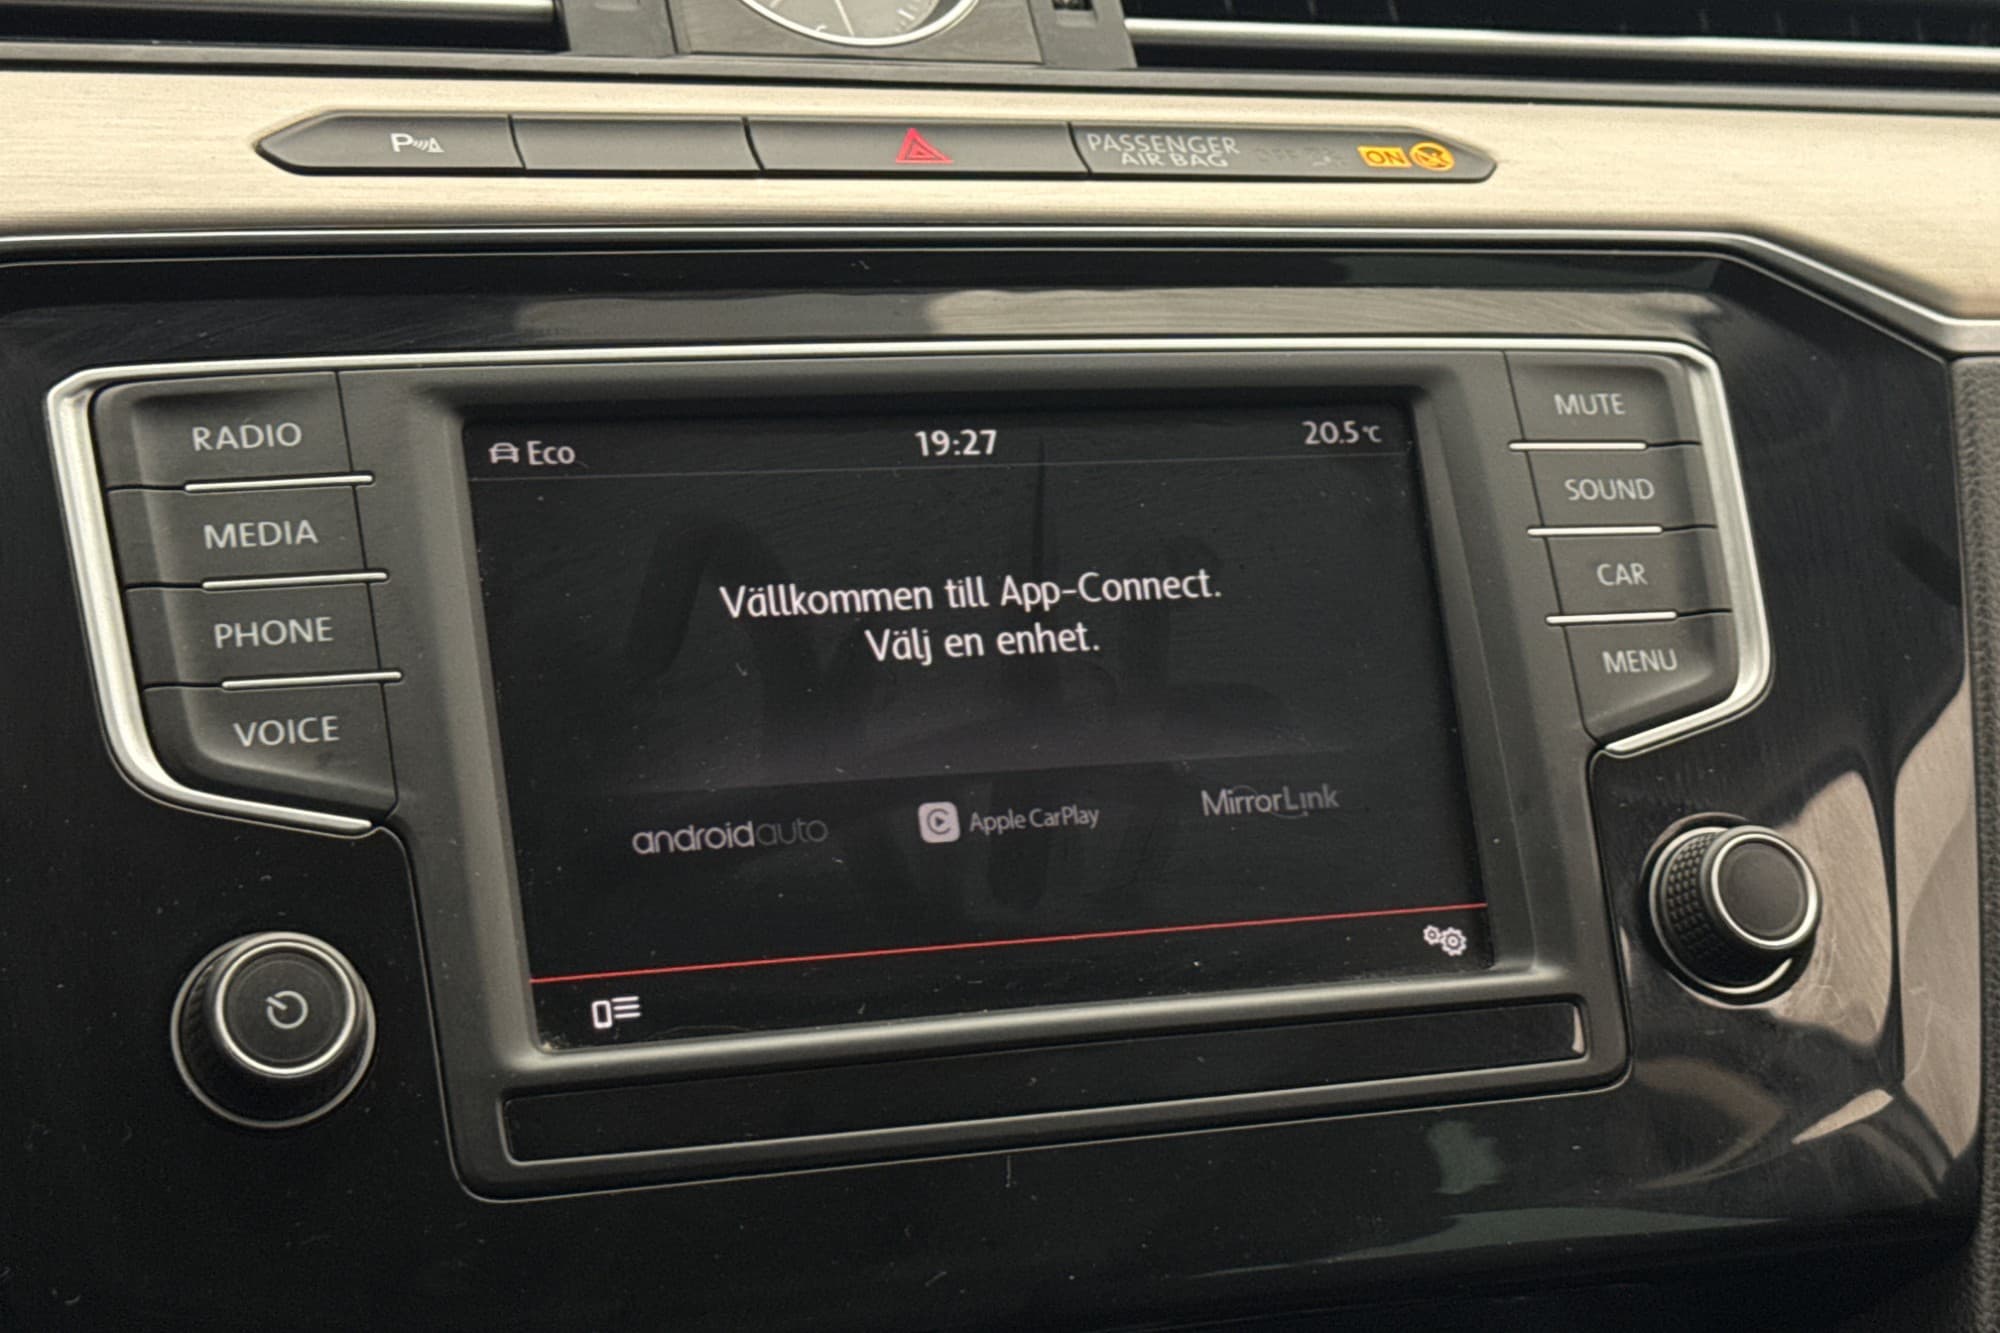 P
PASSENGER
AIR BAG
OFF
ON
RADIO
MEDIA
PHONE
VOICE
Eco
19:27
20.5°C
Vällkommen till App-Connect.
Välj en enhet.
androidauto
Apple CarPlay
MirrorLink
MUTE
SOUND
CAR
MENU